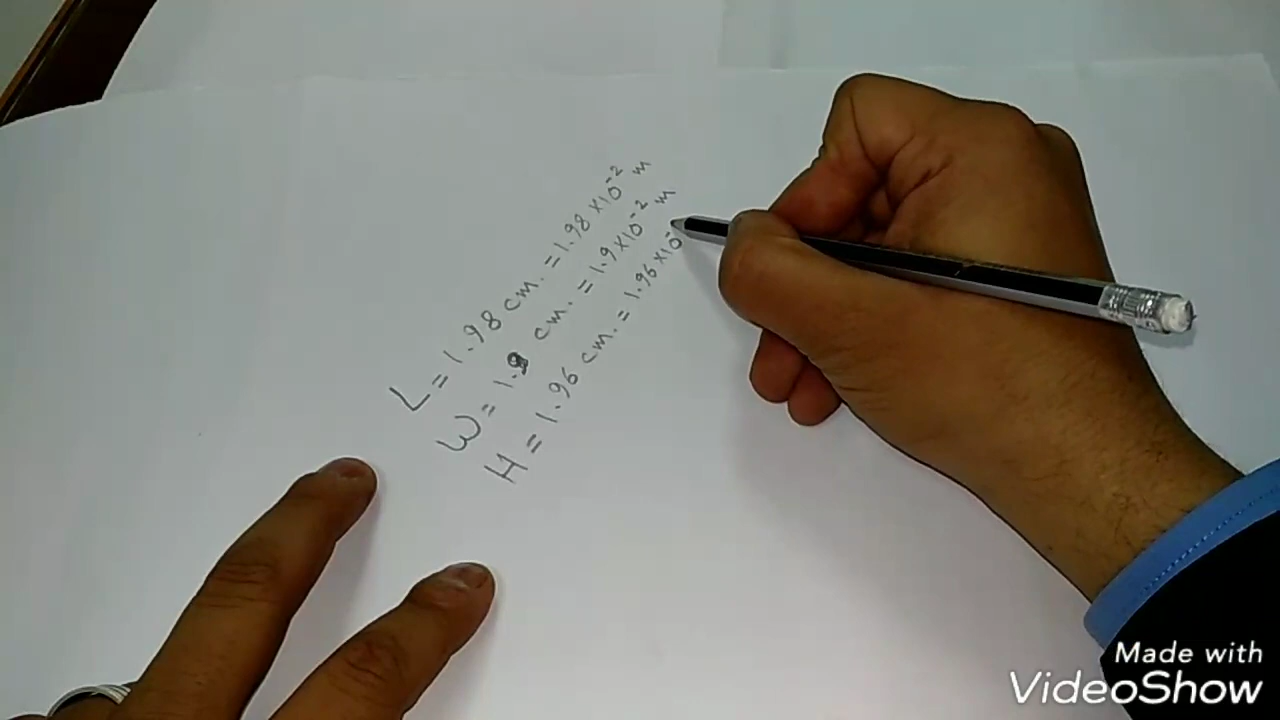 L = 1.98 cm. = 1.98 x10⁻² m
W = 1.9 cm. = 1.9 x10⁻² m
H = 1.96 cm. = 1.96 x10⁻
Made with
VideoShow